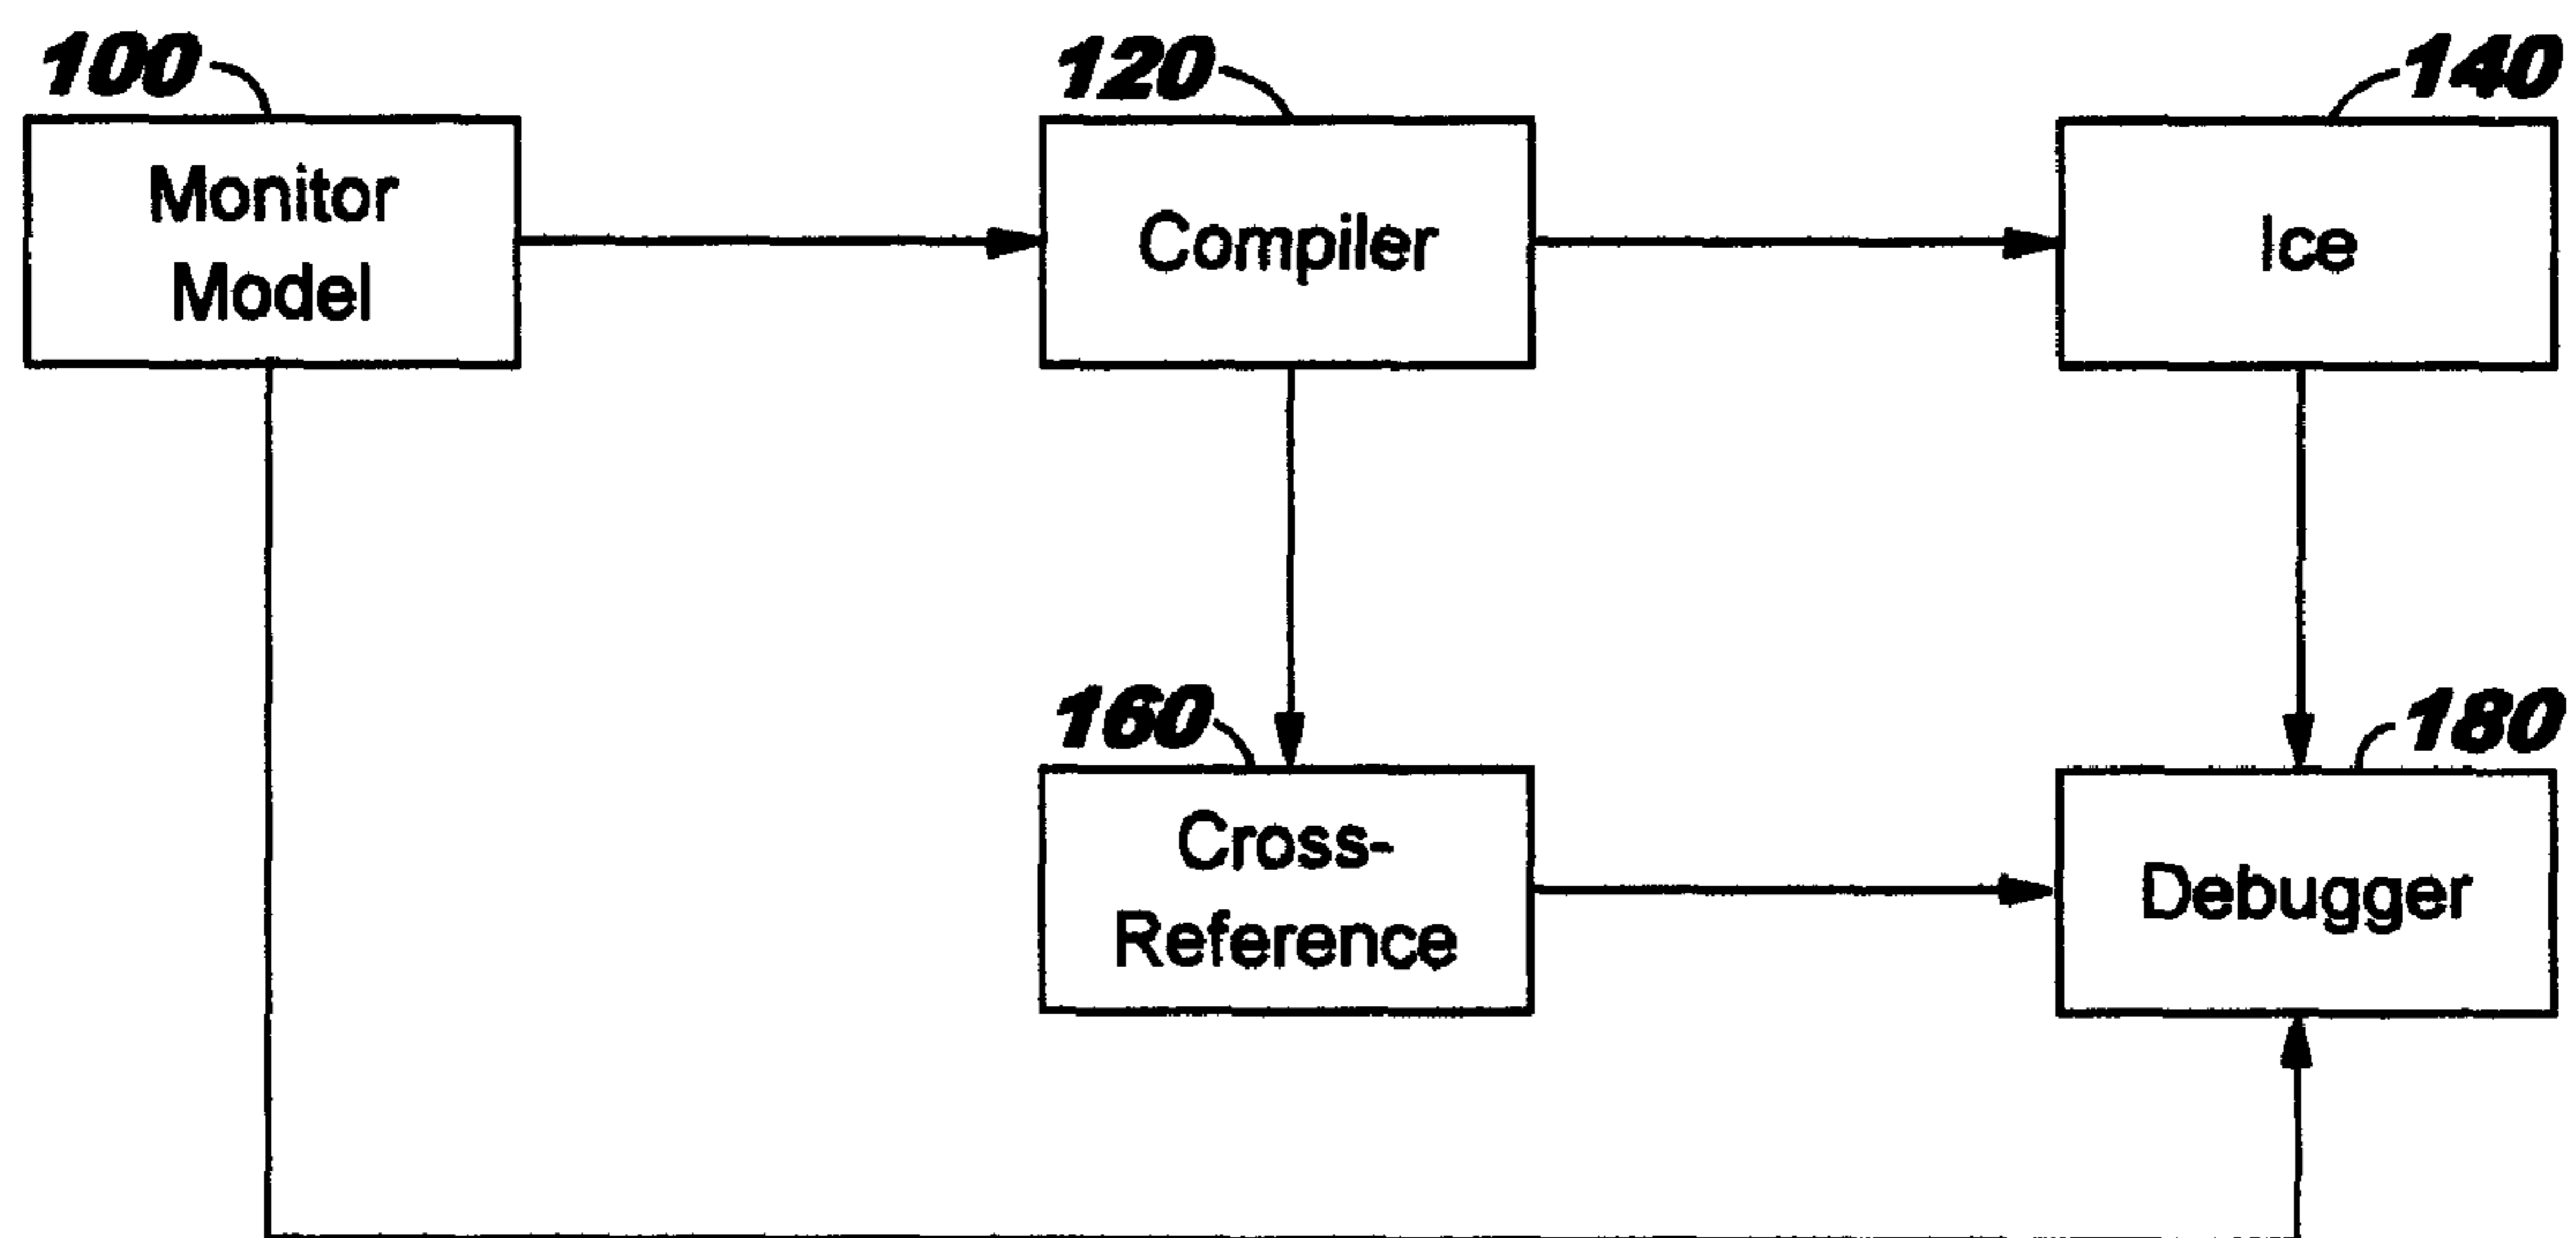 100
120
140
Monitor
Model
Compiler
Ice
160
180
Cross-
Reference
Debugger